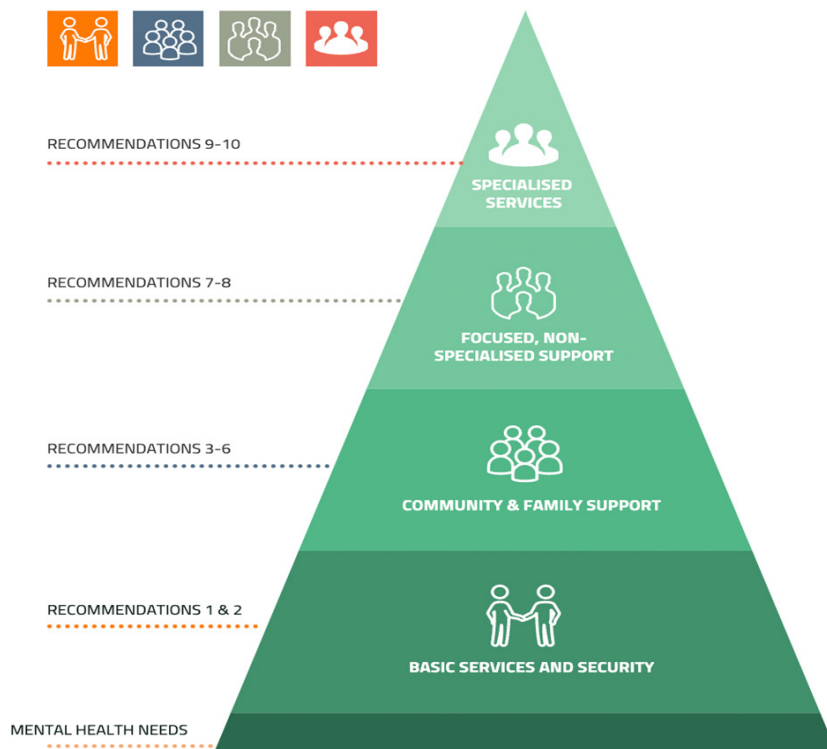 RECOMMENDATIONS 9-10
SPECIALISED
SERVICES
RECOMMENDATIONS 7-8
FOCUSED, NON-
SPECIALISED SUPPORT
RECOMMENDATIONS 3-6
COMMUNITY & FAMILY SUPPORT
RECOMMENDATIONS 1 & 2
BASIC SERVICES AND SECURITY
MENTAL HEALTH NEEDS